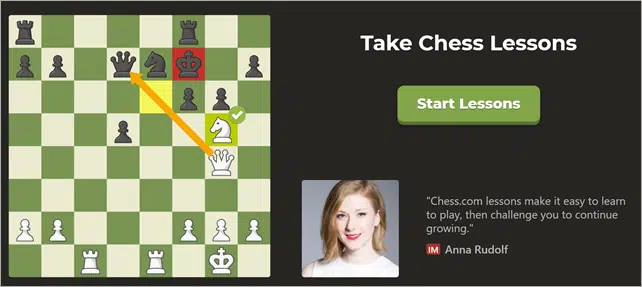 Take Chess Lessons
Start Lessons
"Chess.com lessons make it easy to learn
to play, then challenge you to continue
growing."
IM Anna Rudolf